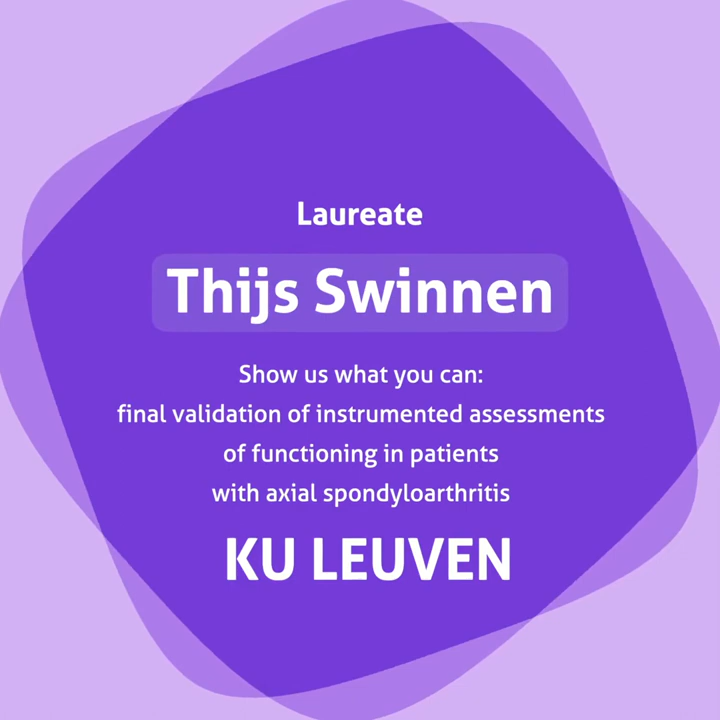 Laureate
Thijs Swinnen
Show us what you can:
final validation of instrumented assessments
of functioning in patients
with axial spondyloarthritis
KU LEUVEN